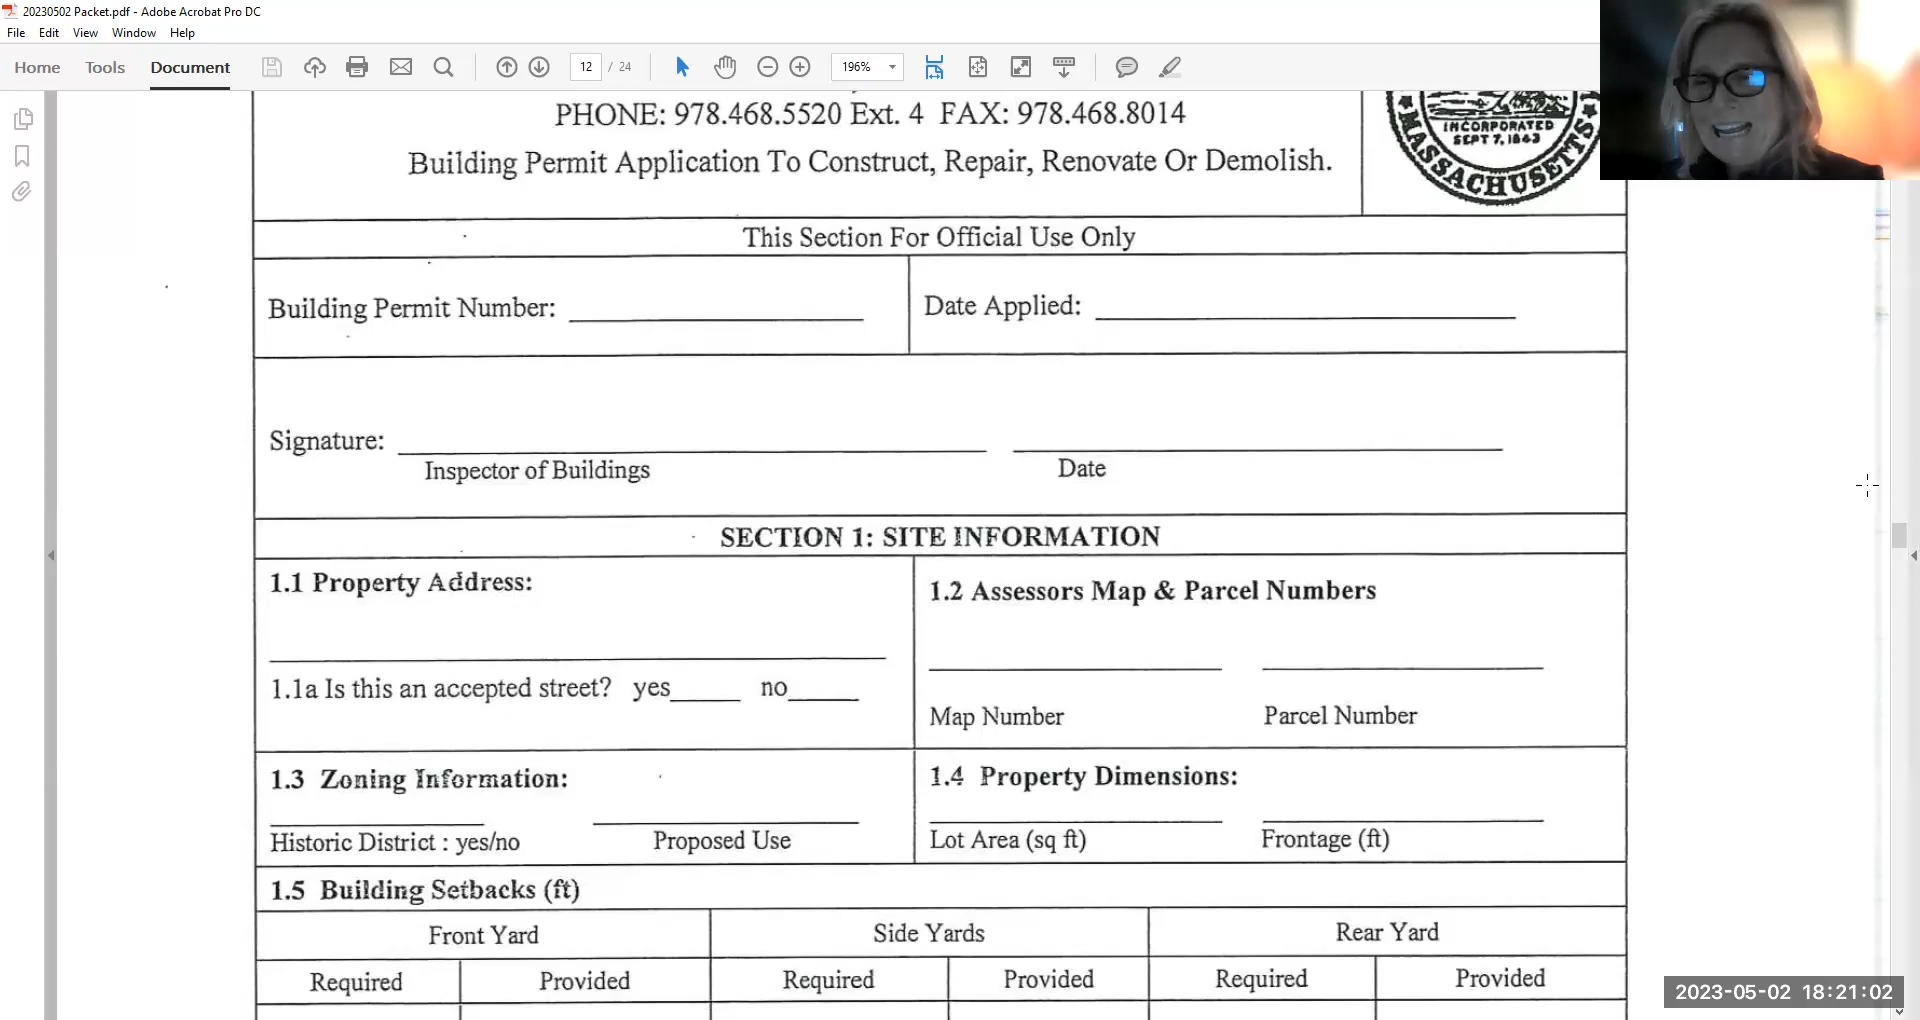 20230502 Packet.pdf - Adobe Acrobat Pro DC
File Edit View Window Help
Home Tools Document 12 / 24 196%
PHONE: 978.468.5520 Ext. 4 FAX: 978.468.8014
Building Permit Application To Construct, Repair, Renovate Or Demolish.
INCORPORATED
SEPT 7, 1843
MASSACHUSETTS
This Section For Official Use Only
Building Permit Number: Date Applied:
Signature:
Inspector of Buildings Date
SECTION 1: SITE INFORMATION
1.1 Property Address: 1.2 Assessors Map & Parcel Numbers
1.1a Is this an accepted street? yes no
Map Number Parcel Number
1.3 Zoning Information: 1.4 Property Dimensions:
Historic District : yes/no Proposed Use Lot Area (sq ft) Frontage (ft)
1.5 Building Setbacks (ft)
Front Yard Side Yards Rear Yard
Required Provided Required Provided Required Provided
2023-05-02 18:21:02